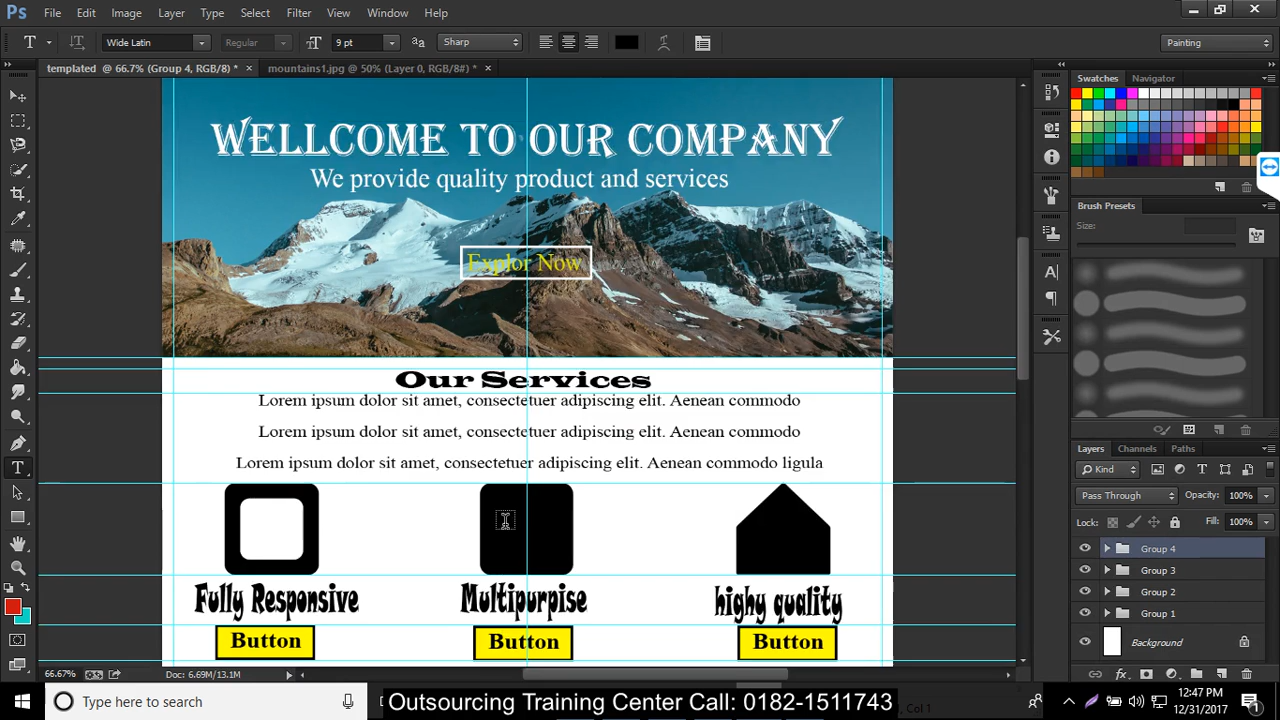 Ps File Edit Image Layer Type Select Filter 3D View Window Help
T Wide Latin Regular 9 pt aa Sharp Painting
templated @ 66.7% (Group 4, RGB/8) * × mountains1.jpg @ 50% (Layer 0, RGB/8#) * ×
Swatches Navigator
WELLCOME TO OUR COMPANY
We provide quality product and services
Brush Presets
Size:
Explor Now
Our Services
Lorem ipsum dolor sit amet, consectetuer adipiscing elit. Aenean commodo
Lorem ipsum dolor sit amet, consectetuer adipiscing elit. Aenean commodo
Lorem ipsum dolor sit amet, consectetuer adipiscing elit. Aenean commodo ligula
Layers Channels Paths
Kind
Pass Through Opacity: 100%
Lock: Fill: 100%
Group 4
Group 3
Group 2
Group 1
Background
Fully Responsive Multipurpise highy quality
Button Button Button
66.67% Doc: 6.69M/13.1M
Type here to search
Outsourcing Training Center Call: 0182-1511743
, Col 1
12:47 PM
12/31/2017
1